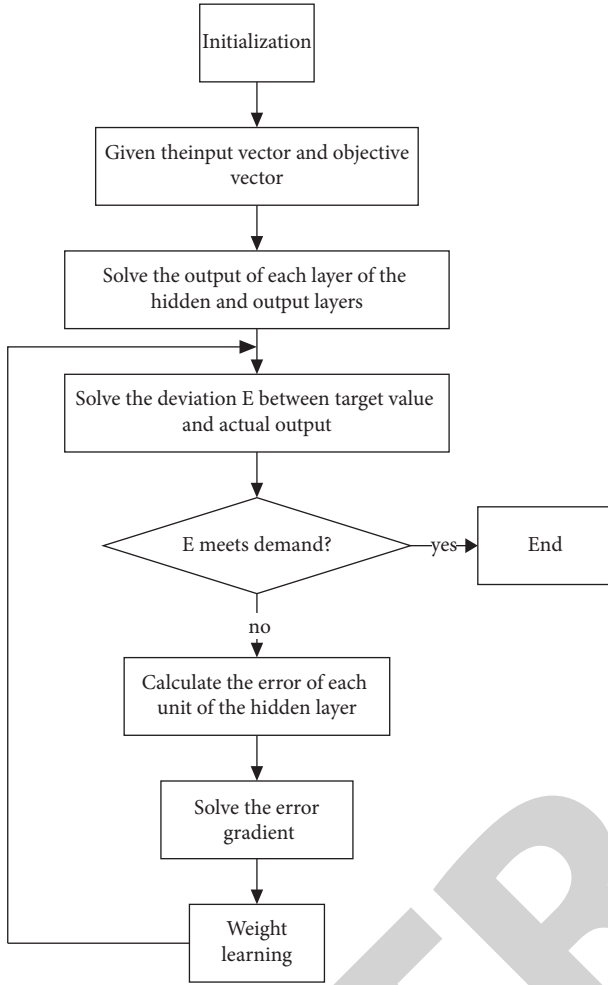 Initialization
Given theinput vector and objective
vector
Solve the output of each layer of the
hidden and output layers
Solve the deviation E between target value
and actual output
E meets demand?
yes
End
no
Calculate the error of each
unit of the hidden layer
Solve the error
gradient
Weight
learning